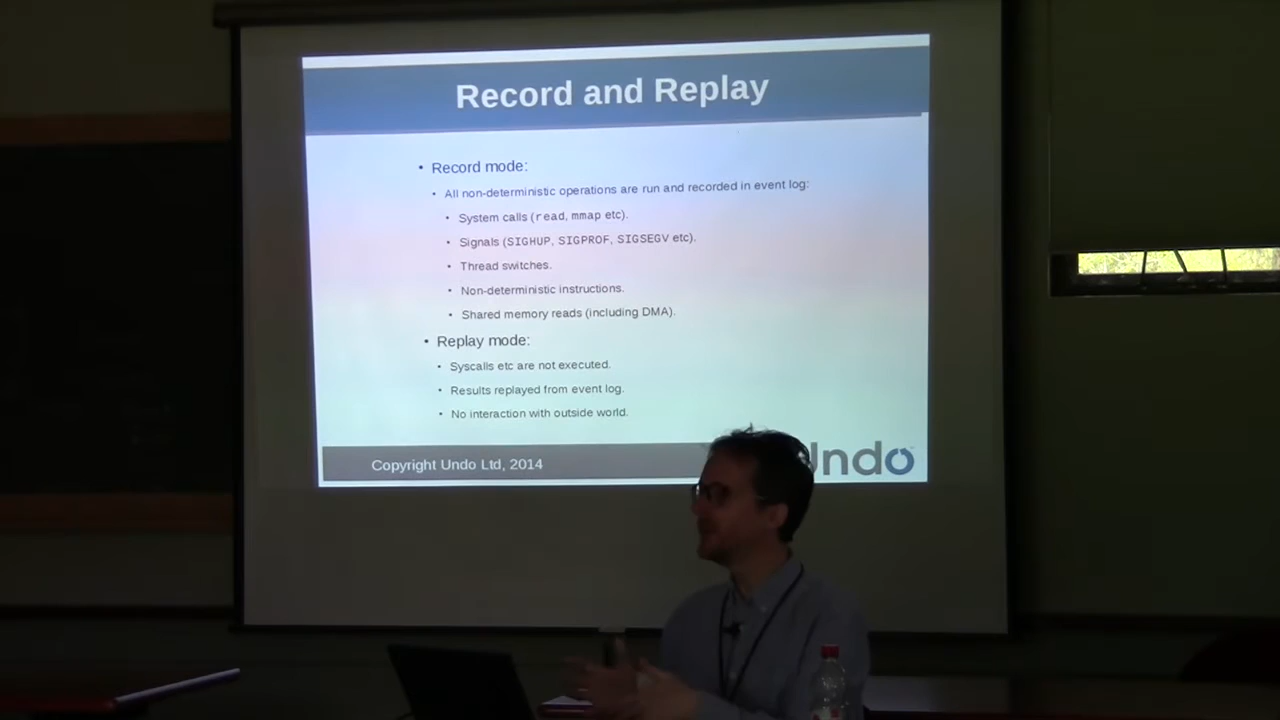 Record and Replay
• Record mode:
• All non-deterministic operations are run and recorded in event log:
• System calls (read, mmap etc).
• Signals (SIGHUP, SIGPROF, SIGSEGV etc).
• Thread switches.
• Non-deterministic instructions.
• Shared memory reads (including DMA).
• Replay mode:
• Syscalls etc are not executed.
• Results replayed from event log.
• No interaction with outside world.
Copyright Undo Ltd, 2014
Undo